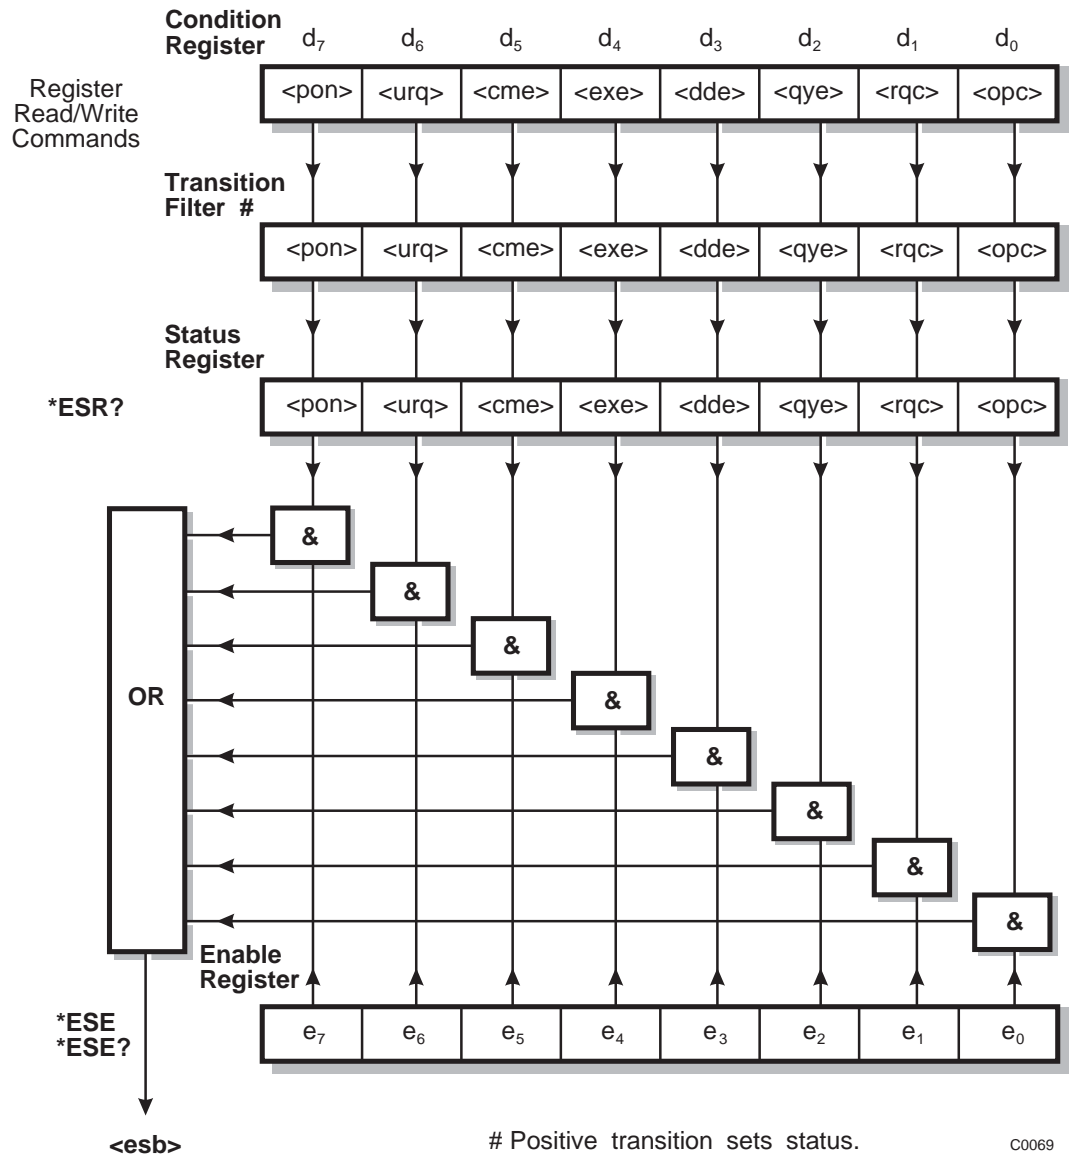 Condition
Register
d7 d6 d5 d4 d3 d2 d1 d0
Register
Read/Write
Commands
<pon> <urq> <cme> <exe> <dde> <qye> <rqc> <opc>
Transition
Filter #
<pon> <urq> <cme> <exe> <dde> <qye> <rqc> <opc>
Status
Register
*ESR?
<pon> <urq> <cme> <exe> <dde> <qye> <rqc> <opc>
&
&
&
&
OR
&
&
&
&
Enable
Register
*ESE
*ESE?
e7 e6 e5 e4 e3 e2 e1 e0
<esb>
# Positive transition sets status.
C0069